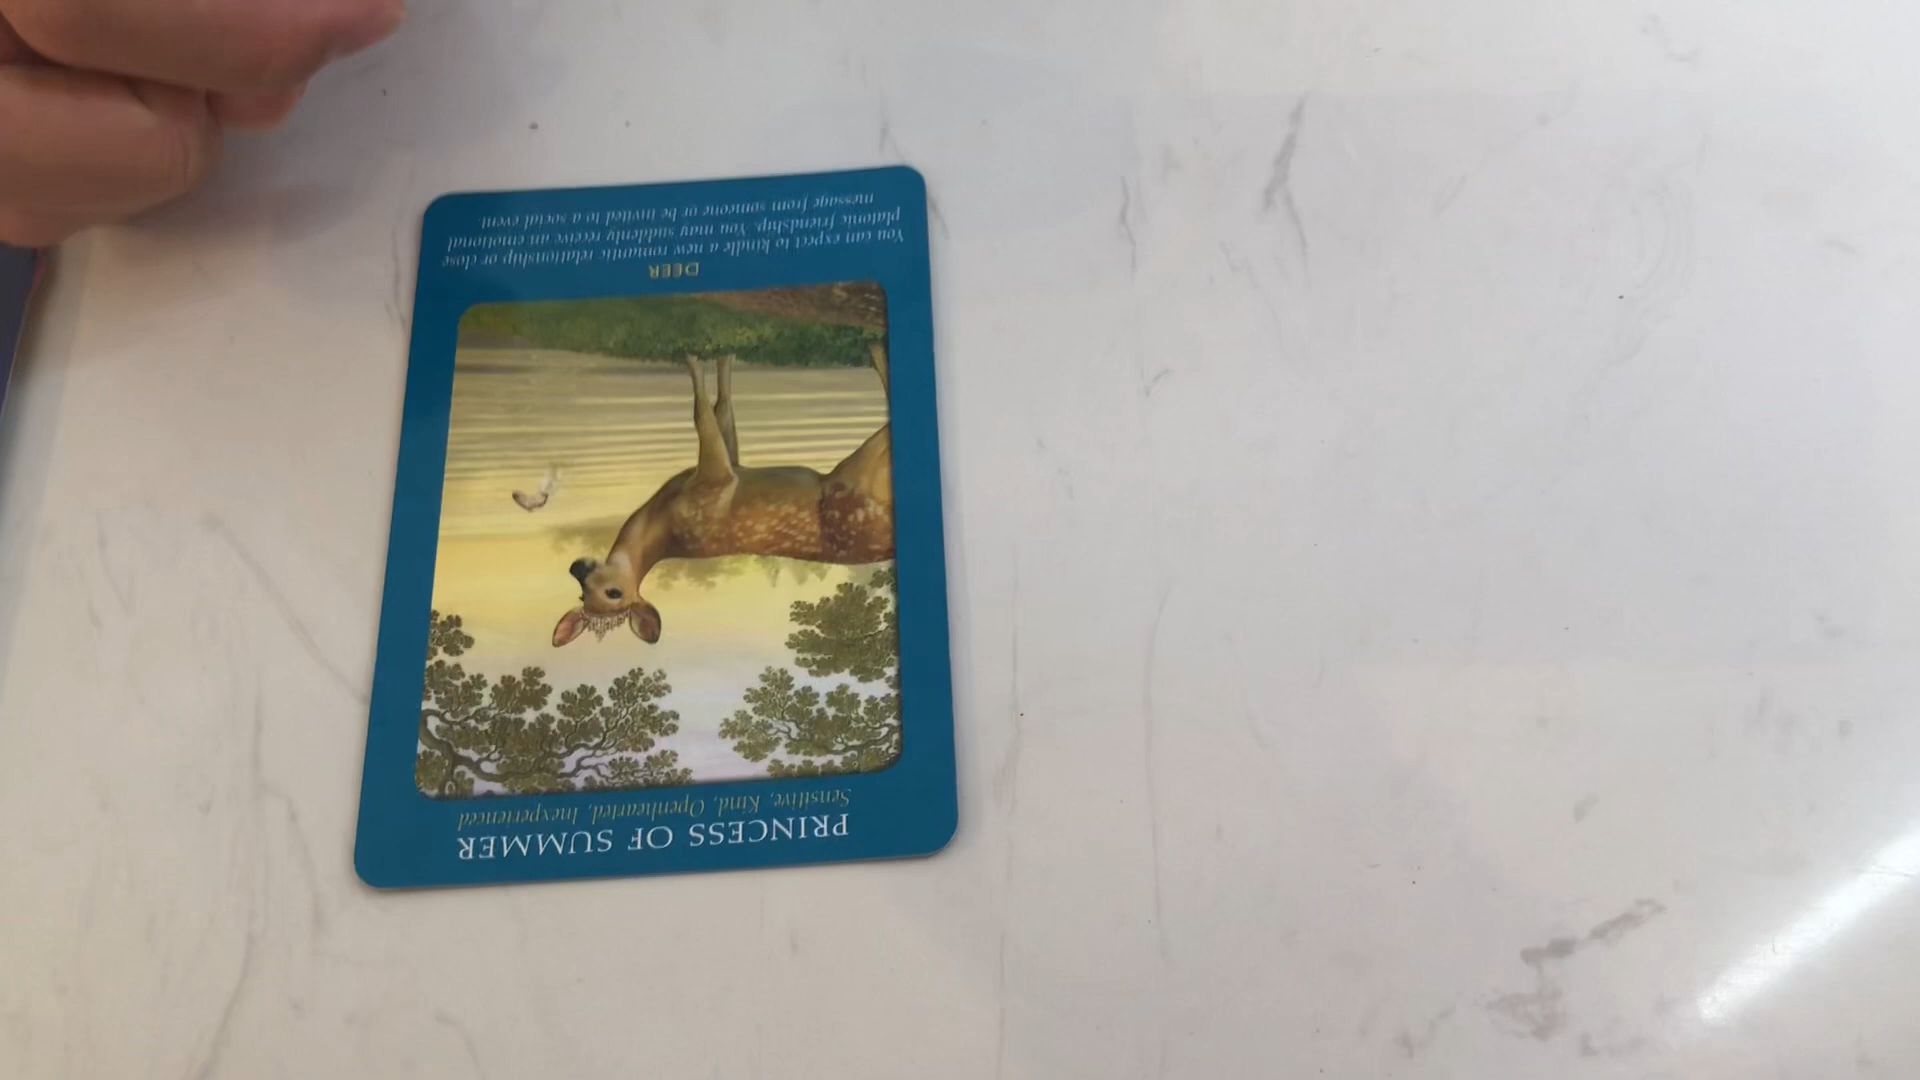 PRINCESS OF SUMMER
Sensitive, Kind, Openhearted, Inexperienced
DEER
You can expect to kindle a new romantic relationship or close
platonic friendship. You may suddenly receive an emotional
message from someone or be invited to a social event